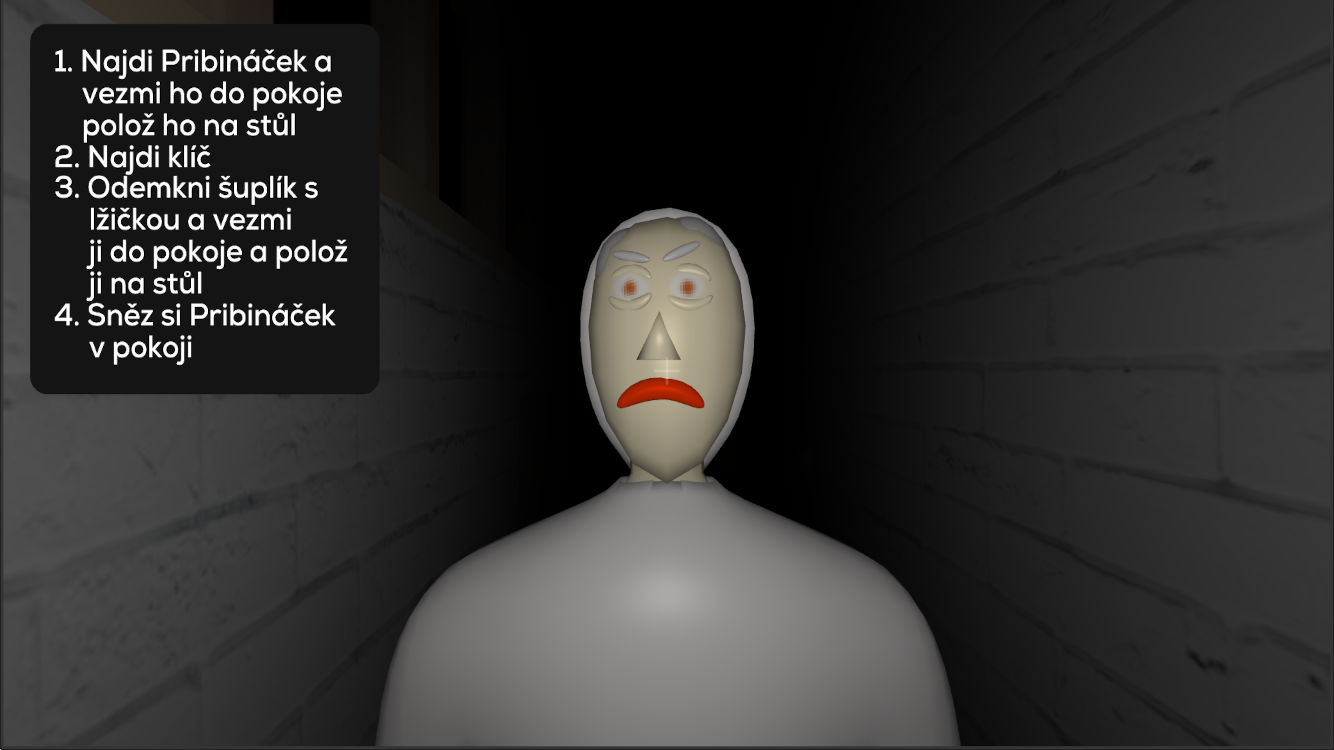 1. Najdi Pribináček a
vezmi ho do pokoje
polož ho na stůl
2. Najdi klíč
3. Odemkni šuplík s
lžičkou a vezmi
ji do pokoje a polož
ji na stůl
4. Sněz si Pribináček
v pokoji